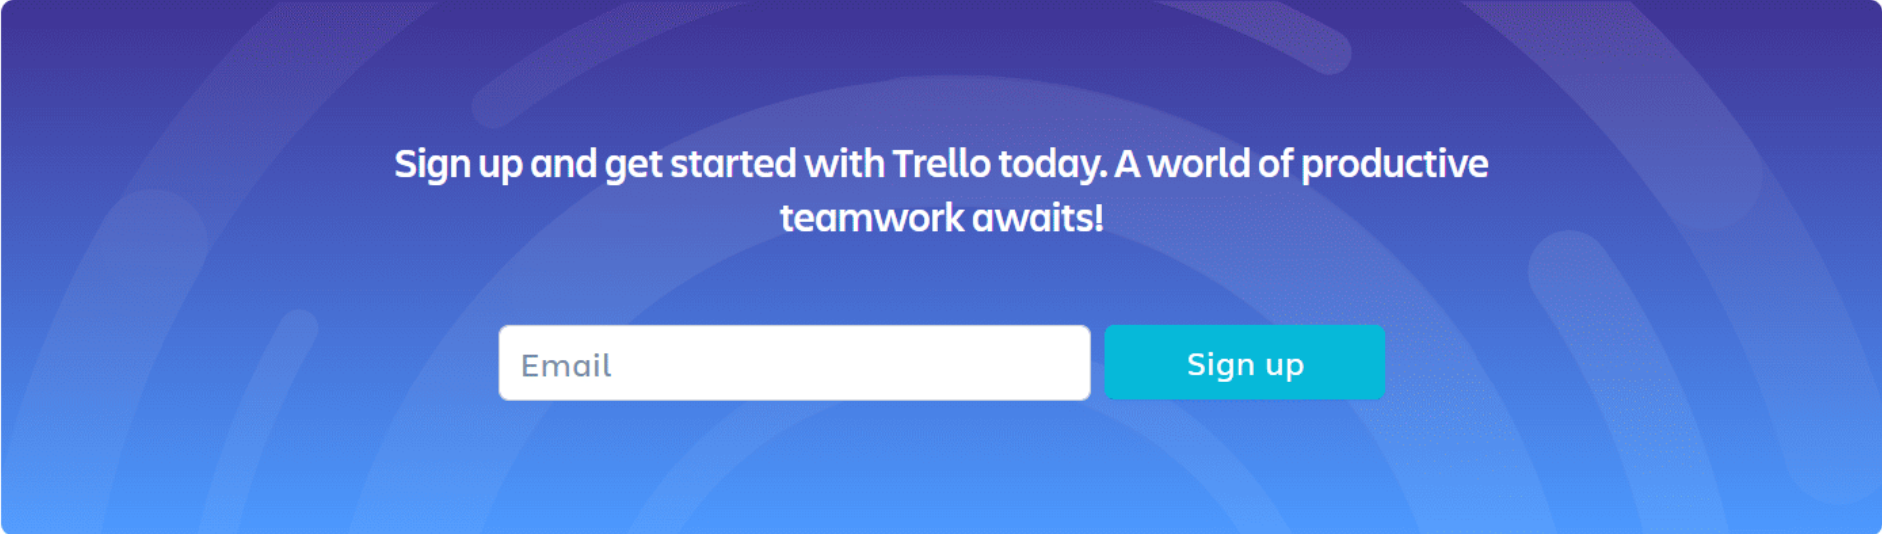 Sign up and get started with Trello today. A world of productive
teamwork awaits!
Email
Sign up